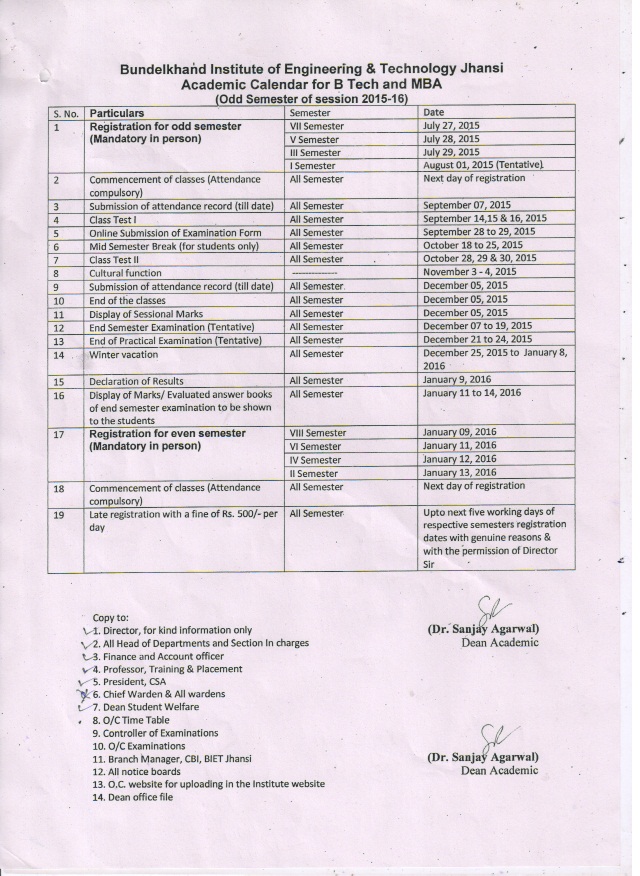 Bundelkhand Institute of Engineering & Technology Jhansi
Academic Calendar for B Tech and MBA
(Odd Semester of session 2015-16)
S. No. Particulars Semester Date
1 Registration for odd semester VII Semester July 27, 2015
(Mandatory in person) V Semester July 28, 2015
III Semester July 29, 2015
I Semester August 01, 2015 (Tentative)
2 Commencement of classes (Attendance All Semester Next day of registration
compulsory)
3 Submission of attendance record (till date) All Semester September 07, 2015
4 Class Test I All Semester September 14,15 & 16, 2015
5 Online Submission of Examination Form All Semester September 28 to 29, 2015
6 Mid Semester Break (for students only) All Semester October 18 to 25, 2015
7 Class Test II All Semester October 28, 29 & 30, 2015
8 Cultural function -------------- November 3 - 4, 2015
9 Submission of attendance record (till date) All Semester December 05, 2015
10 End of the classes All Semester December 05, 2015
11 Display of Sessional Marks All Semester December 05, 2015
12 End Semester Examination (Tentative) All Semester December 07 to 19, 2015
13 End of Practical Examination (Tentative) All Semester December 21 to 24, 2015
14 Winter vacation All Semester December 25, 2015 to January 8,
2016
15 Declaration of Results All Semester January 9, 2016
16 Display of Marks/ Evaluated answer books All Semester January 11 to 14, 2016
of end semester examination to be shown
to the students
17 Registration for even semester VIII Semester January 09, 2016
(Mandatory in person) VI Semester January 11, 2016
IV Semester January 12, 2016
II Semester January 13, 2016
18 Commencement of classes (Attendance All Semester Next day of registration
compulsory)
19 Late registration with a fine of Rs. 500/- per All Semester Upto next five working days of
day respective semesters registration
dates with genuine reasons &
with the permission of Director
Sir
Copy to:
1. Director, for kind information only
2. All Head of Departments and Section In charges
3. Finance and Account officer
4. Professor, Training & Placement
5. President, CSA
6. Chief Warden & All wardens
7. Dean Student Welfare
8. O/C Time Table
9. Controller of Examinations
10. O/C Examinations
11. Branch Manager, CBI, BIET Jhansi
12. All notice boards
13. O.C. website for uploading in the Institute website
14. Dean office file
(Dr. Sanjay Agarwal)
Dean Academic
(Dr. Sanjay Agarwal)
Dean Academic